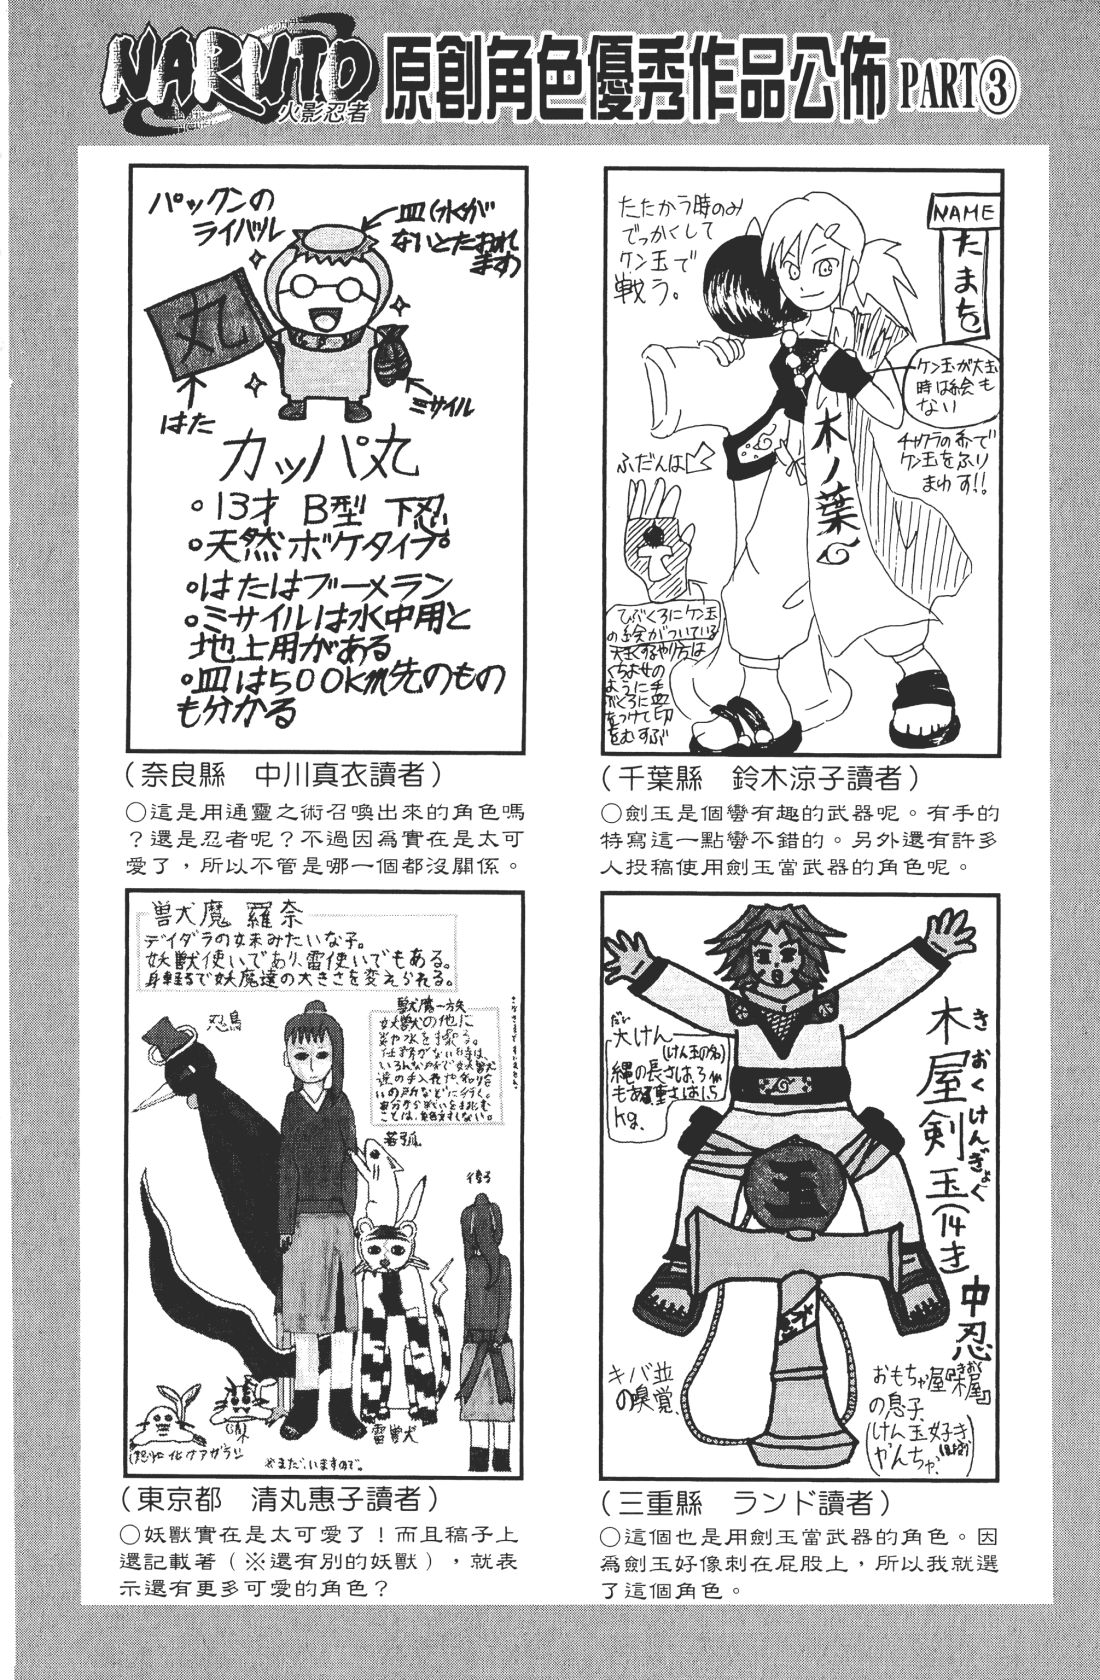 NARUTO
火影忍者
原創角色優秀作品公佈 PART③
パックンの
ライバル
皿(水)が
ないとたおれ
ますわ
丸
はた
ミサイル
カッパ丸
•13才 B型 下忍
•天然ボケタイプ。
•はたはブーメラン
•ミサイルは水中用と
地上用がある
•皿は500km先のもの
も分かる
(奈良縣 中川真衣讀者)
○這是用通靈之術召喚出來的角色嗎
?還是忍者呢?不過因為實在是太可
愛了,所以不管是哪一個都沒關係。
たたかう時のみ
でっかくして
ケン玉で
戦う。
NAME
たまち
ケン玉が大玉
時は絵も
ない
チャクラの糸で
ケン玉をふり
まわす!!
木ノ葉
ふだんは
(千葉縣 鈴木涼子讀者)
○劍玉是個蠻有趣的武器呢。有手的
特寫這一點蠻不錯的。另外還有許多
人投稿使用劍玉當武器的角色呢。
獣犬魔 羅奈
デイダラの妹みたいな子。
妖獣使いであり、雷使いでもある。
身軽るで妖魔達の大きさを変えられる。
忍鳥
獣魔一族
若狐
後ろ
雷獣犬
※まだいますので。
(東京都 清丸惠子讀者)
○妖獸實在是太可愛了!而且稿子上
還記載著(※還有別的妖獸),就表
示還有更多可愛的角色?
大けん
(けん玉の名)
縄の長さは3m
もある重さは15
kg
木屋剣玉(14才)
きおくけんぎょく
中忍
玉
キバ並
の嗅覚
おもちゃ屋『木屋』
の息子、
(けん玉好き
やんちゃ
(三重縣 ランド讀者)
○這個也是用劍玉當武器的角色。因
為劍玉好像刺在屁股上,所以我就選
了這個角色。